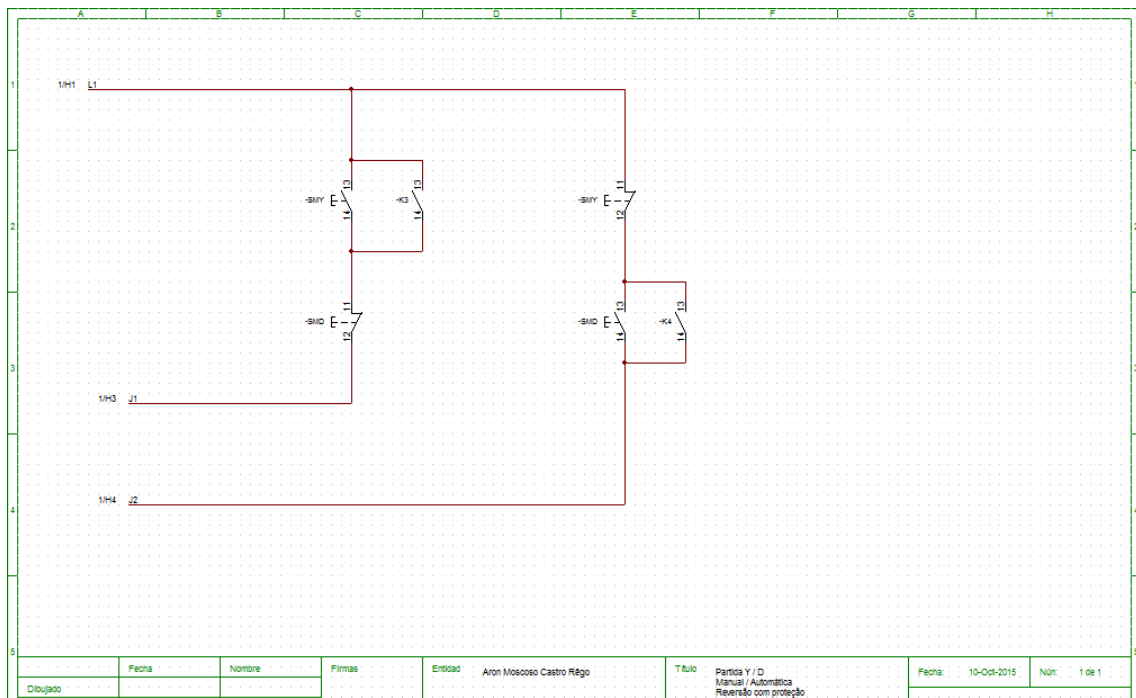 A B C D E F G H
1
1/H1 L1
13 13 11
-SMY -K3 -SMY
14 14 12
2
11 13 13
-SMD -SMD -K4
12 14 14
3
1/H3 J1
1/H4 J2
4
5
Fecha Nombre Firmas Entidad Aron Moscoso Castro Rêgo Título Partida Y / D Fecha: 10-Oct-2015 Nún: 1 de 1
Manual / Automática
Dibujado
Reversão com proteção